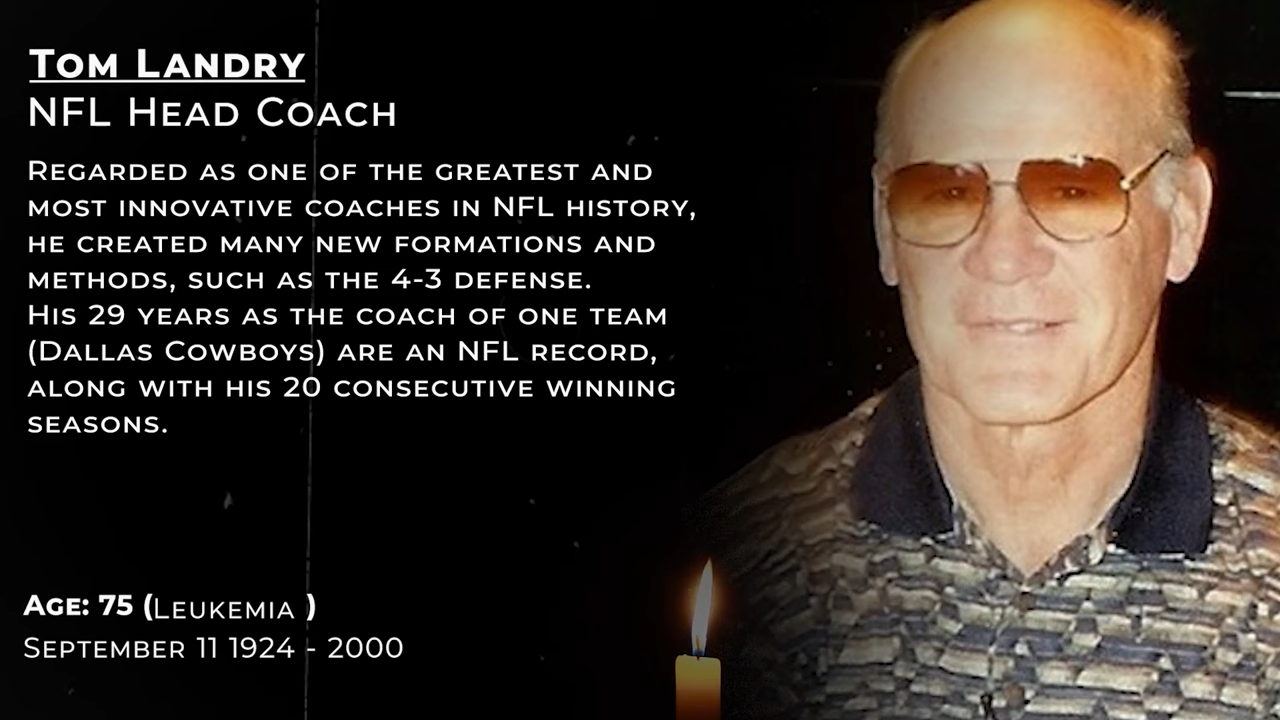 Tom Landry
NFL Head Coach
Regarded as one of the greatest and
most innovative coaches in NFL history,
he created many new formations and
methods, such as the 4-3 defense.
His 29 years as the coach of one team
(Dallas Cowboys) are an NFL record,
along with his 20 consecutive winning
seasons.
Age: 75 (Leukemia )
September 11 1924 - 2000